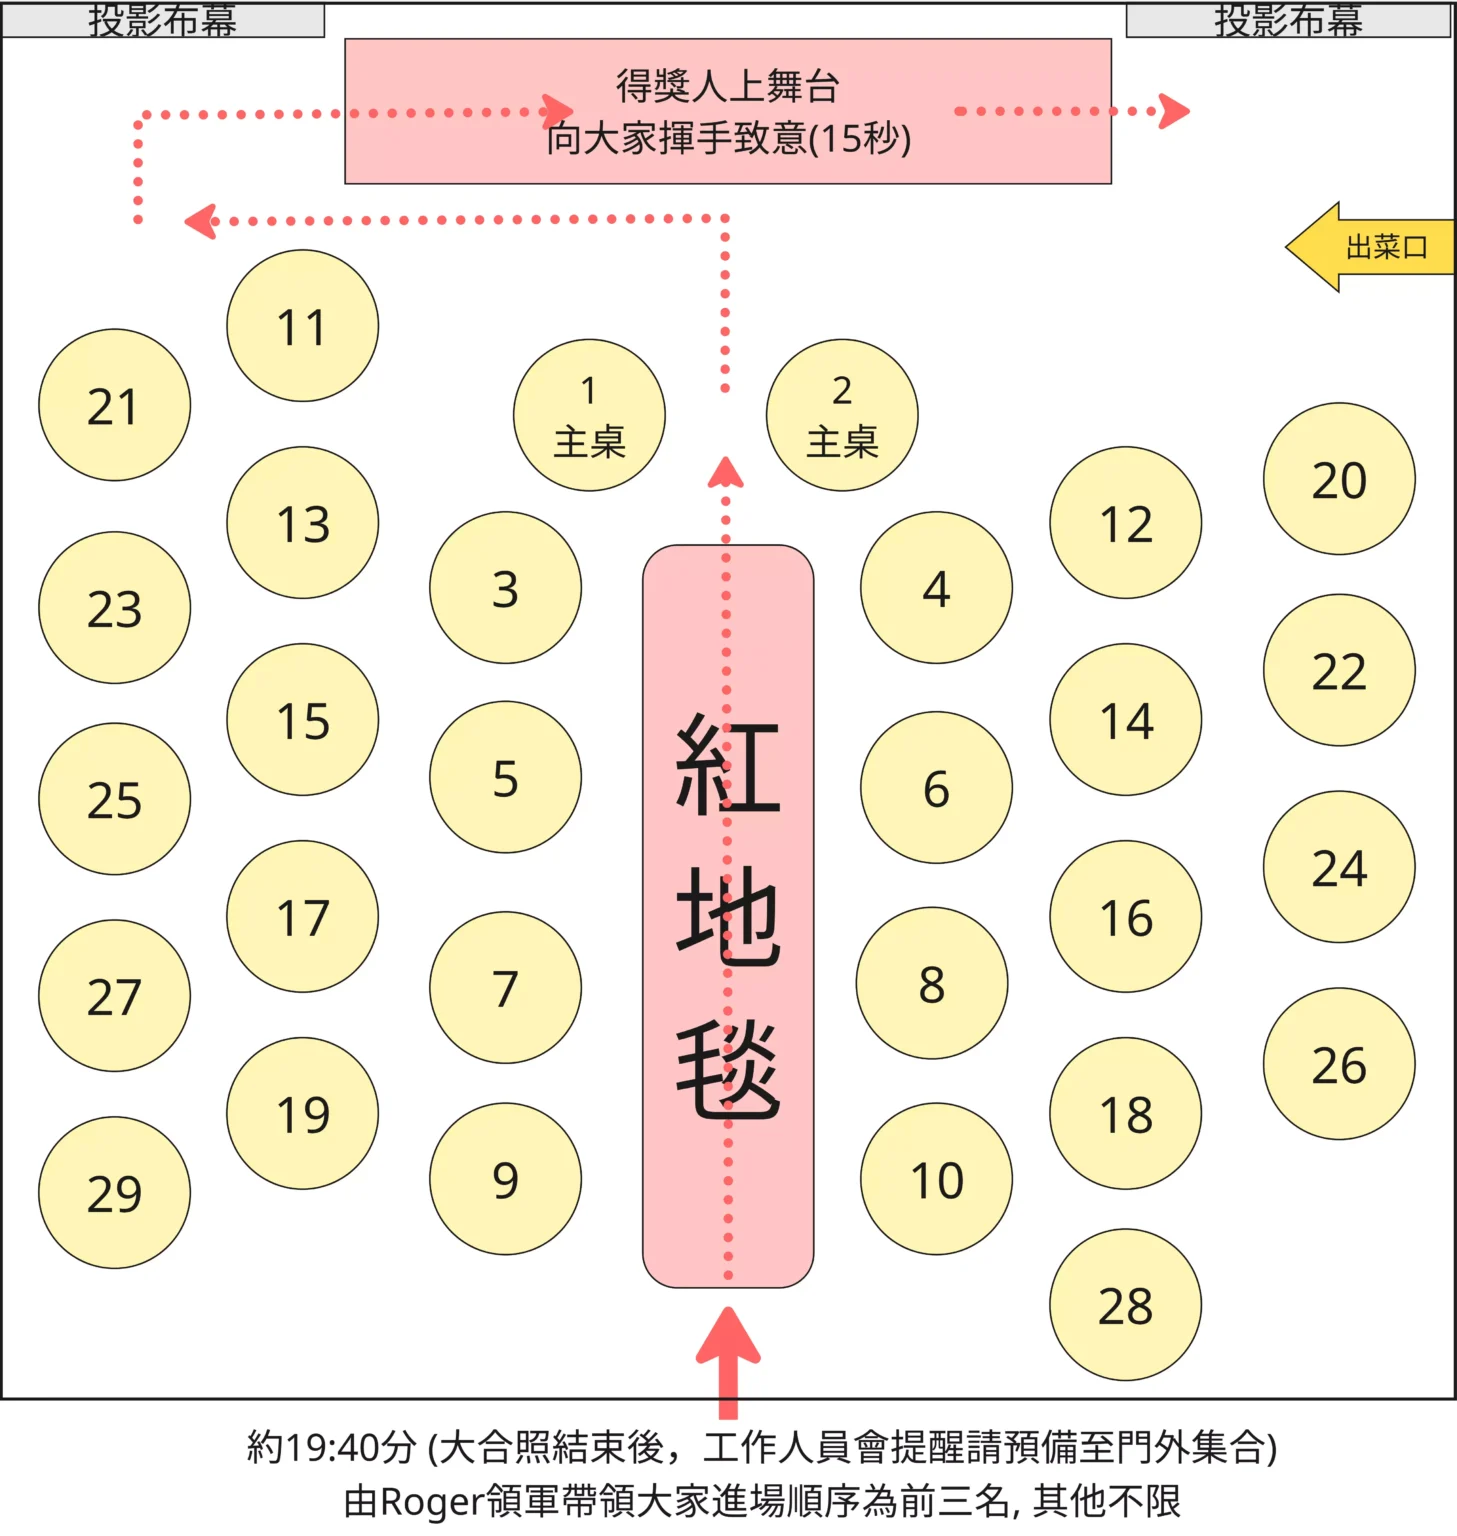 投影布幕
投影布幕
得獎人上舞台
向大家揮手致意(15秒)
出菜口
11
21
1
主桌
2
主桌
20
13
12
3
4
23
22
15
14
5
6
25
24
17
16
7
8
27
26
19
18
9
10
29
28
紅
地
毯
約19:40分 (大合照結束後，工作人員會提醒請預備至門外集合)
由Roger領軍帶領大家進場順序為前三名, 其他不限